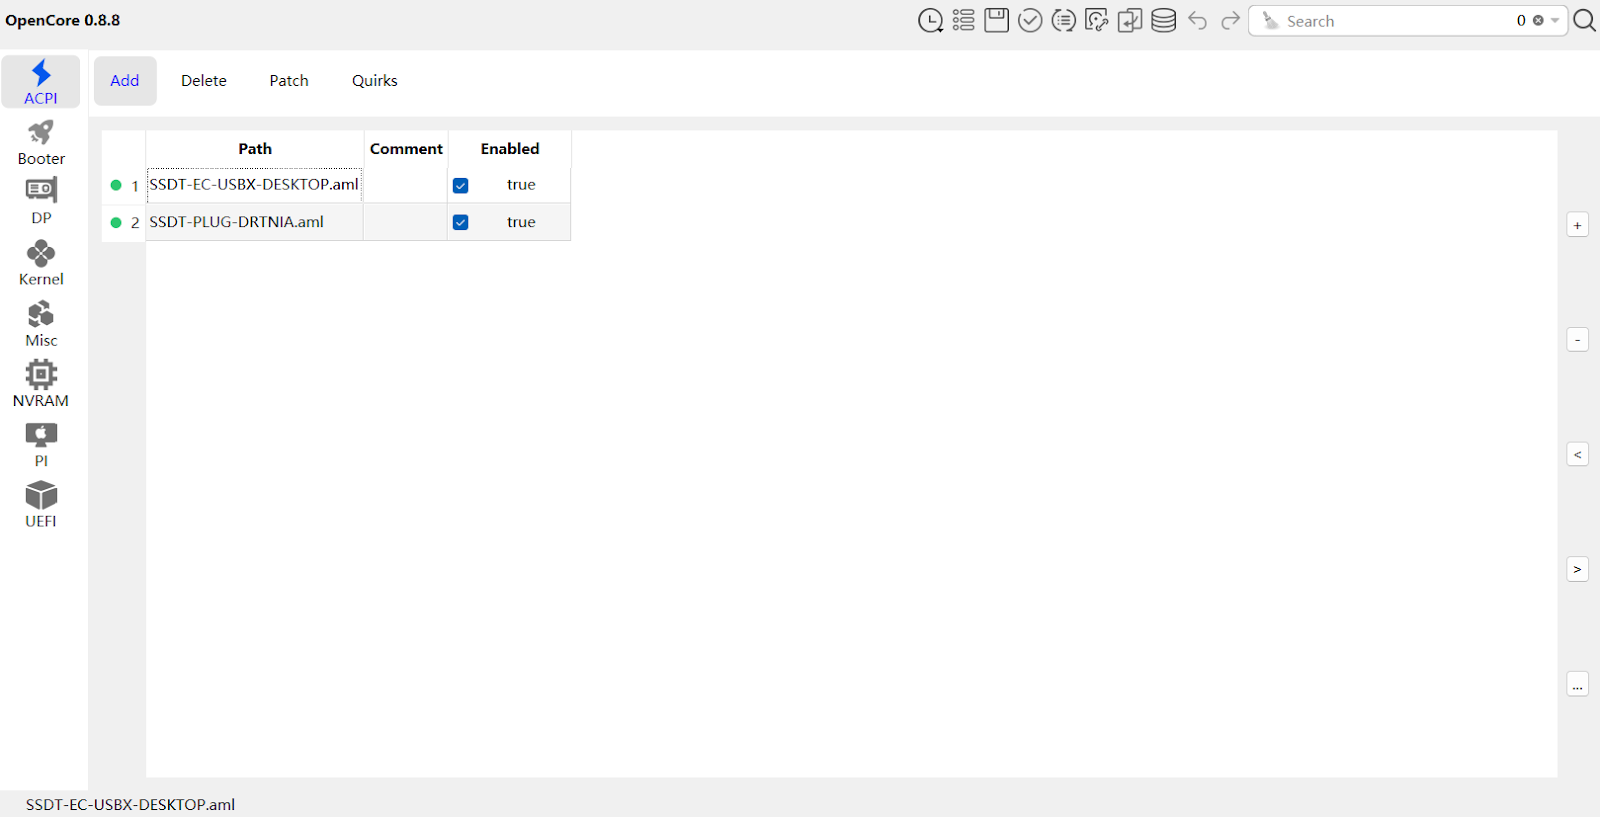 OpenCore 0.8.8
Search 0
ACPI
Booter
DP
Kernel
Misc
NVRAM
PI
UEFI
Add Delete Patch Quirks
Path Comment Enabled
1 SSDT-EC-USBX-DESKTOP.aml true
2 SSDT-PLUG-DRTNIA.aml true
+
-
<
>
...
SSDT-EC-USBX-DESKTOP.aml